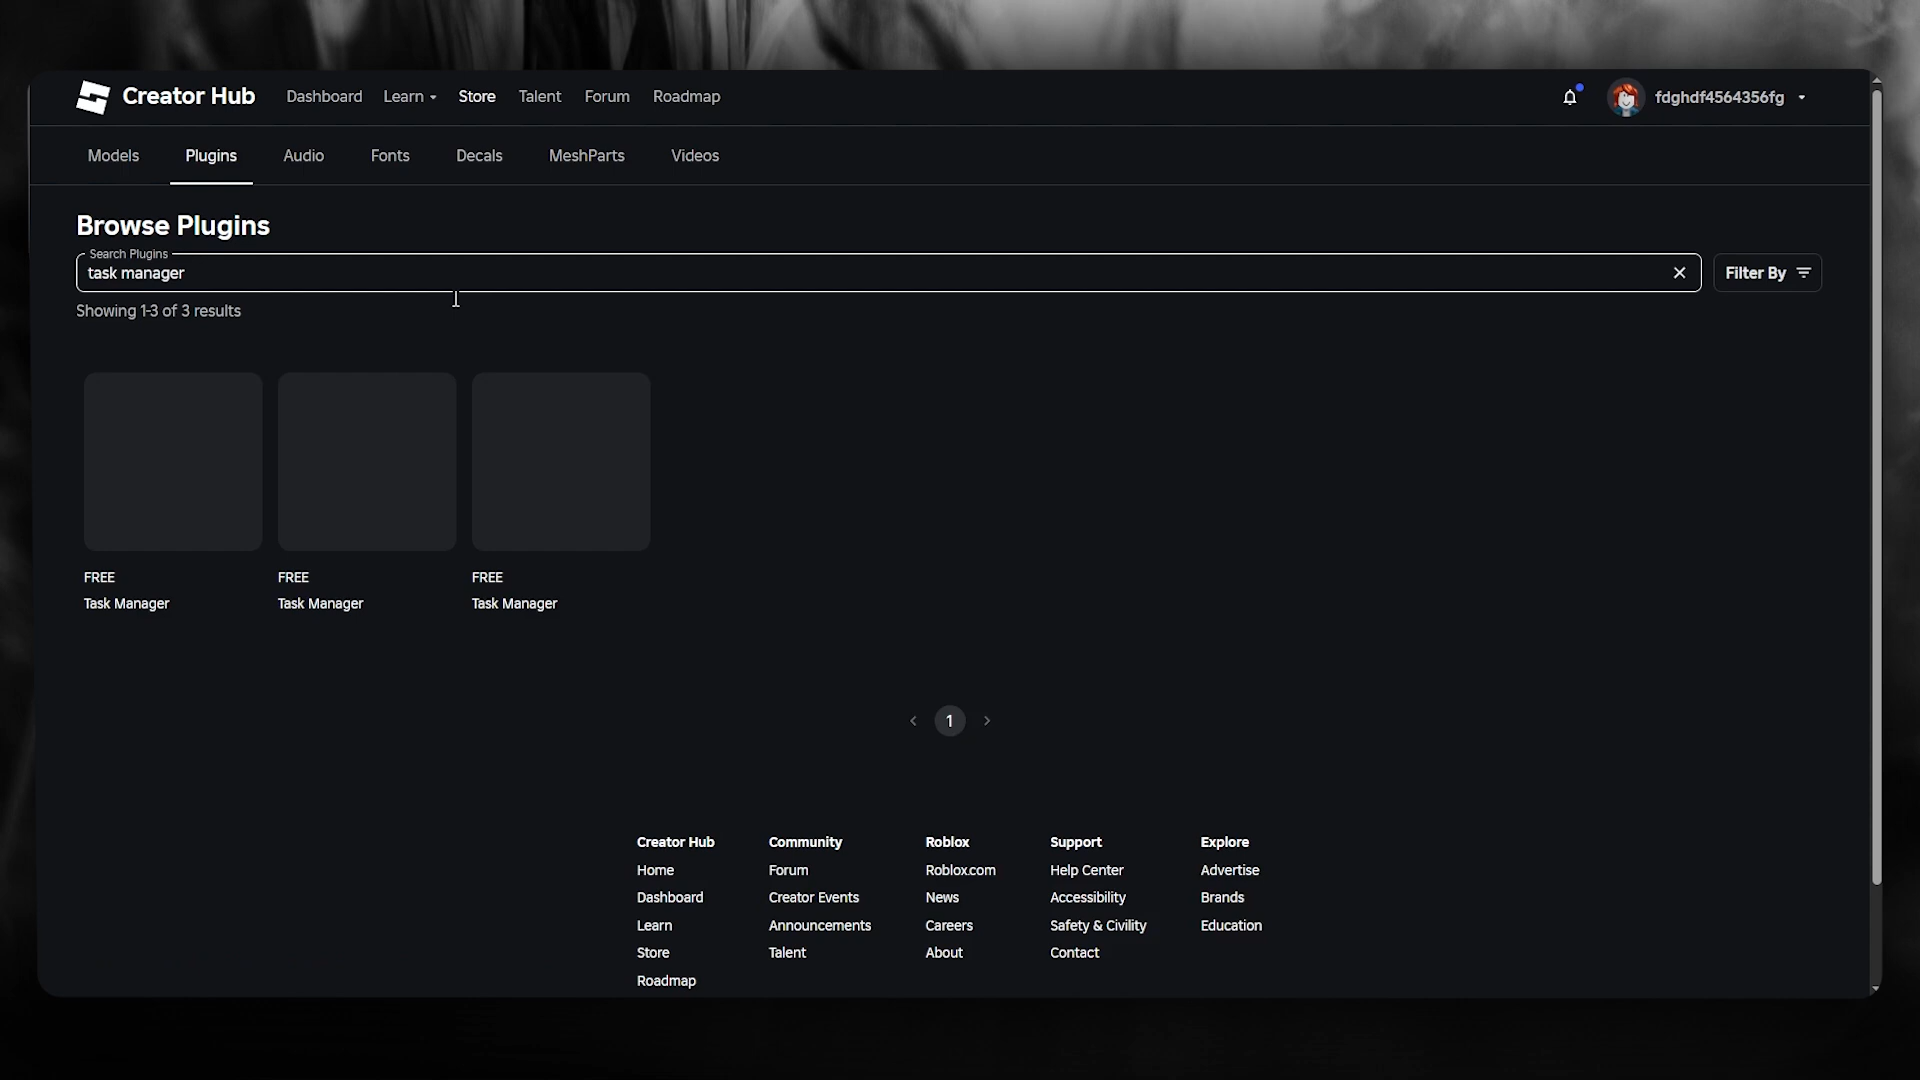 Creator Hub Dashboard Learn Store Talent Forum Roadmap fdghdf4564356fg
Models Plugins Audio Fonts Decals MeshParts Videos
Browse Plugins
Search Plugins
task manager
Filter By
Showing 1-3 of 3 results
FREE FREE FREE
Task Manager Task Manager Task Manager
1
Creator Hub Community Roblox Support Explore
Home Forum Roblox.com Help Center Advertise
Dashboard Creator Events News Accessibility Brands
Learn Announcements Careers Safety & Civility Education
Store Talent About Contact
Roadmap